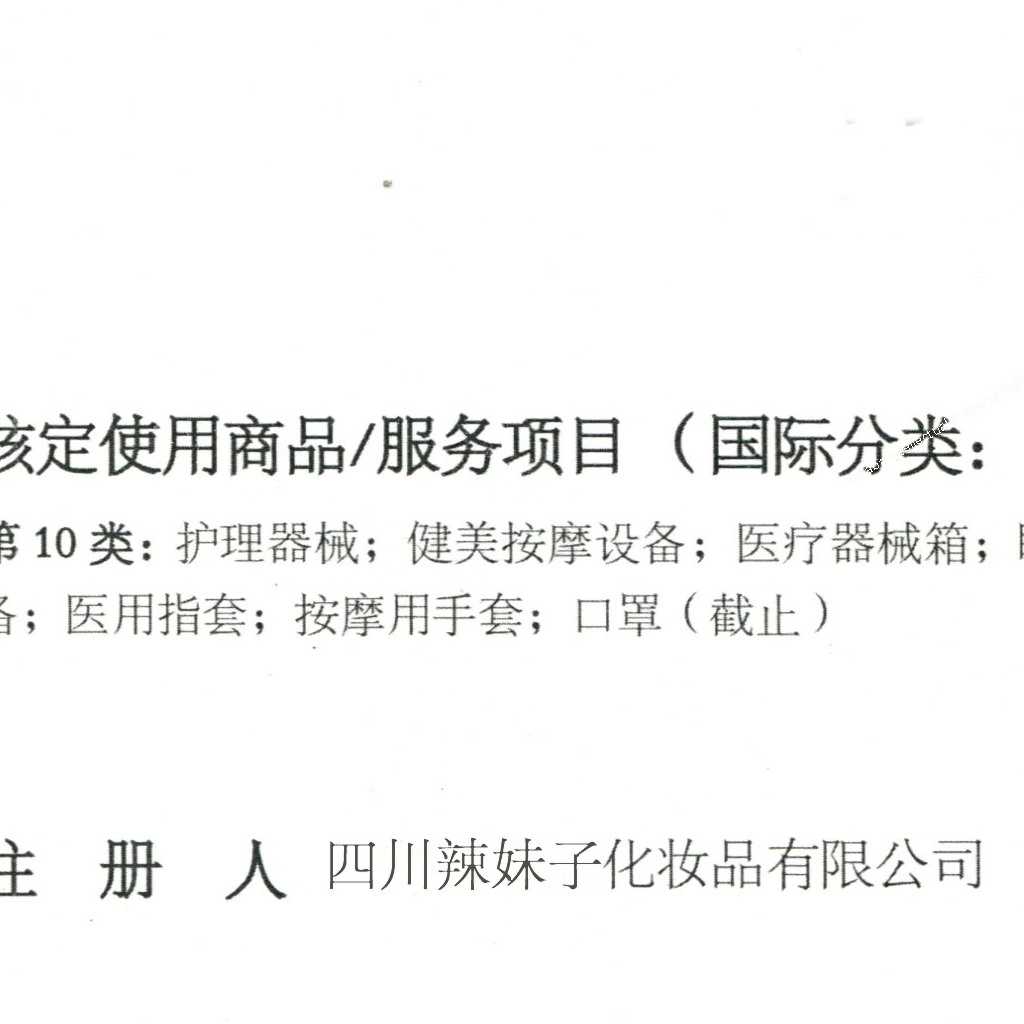 核定使用商品/服务项目（国际分类：
第 10 类：护理器械；健美按摩设备；医疗器械箱；
备；医用指套；按摩用手套；口罩（截止）
注 册 人 四川辣妹子化妆品有限公司